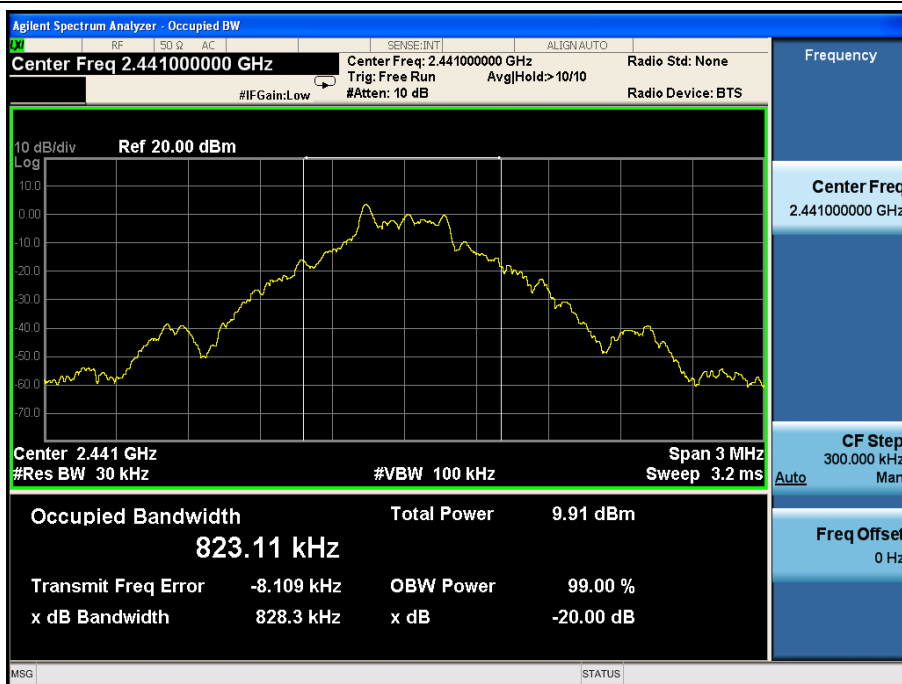 Agilent Spectrum Analyzer - Occupied BW
LXI RF 50 Ω AC SENSE:INT ALIGN AUTO
Center Freq 2.441000000 GHz
#IFGain:Low
Center Freq: 2.441000000 GHz
Trig: Free Run Avg|Hold:>10/10
#Atten: 10 dB
Radio Std: None
Radio Device: BTS
10 dB/div Ref 20.00 dBm
Log
10.0
0.00
-10.0
-20.0
-30.0
-40.0
-50.0
-60.0
-70.0
Center 2.441 GHz Span 3 MHz
#Res BW 30 kHz #VBW 100 kHz Sweep 3.2 ms
Occupied Bandwidth Total Power 9.91 dBm
823.11 kHz
Transmit Freq Error -8.109 kHz OBW Power 99.00 %
x dB Bandwidth 828.3 kHz x dB -20.00 dB
MSG STATUS
Frequency
Center Freq
2.441000000 GHz
CF Step
300.000 kHz
Auto Man
Freq Offset
0 Hz